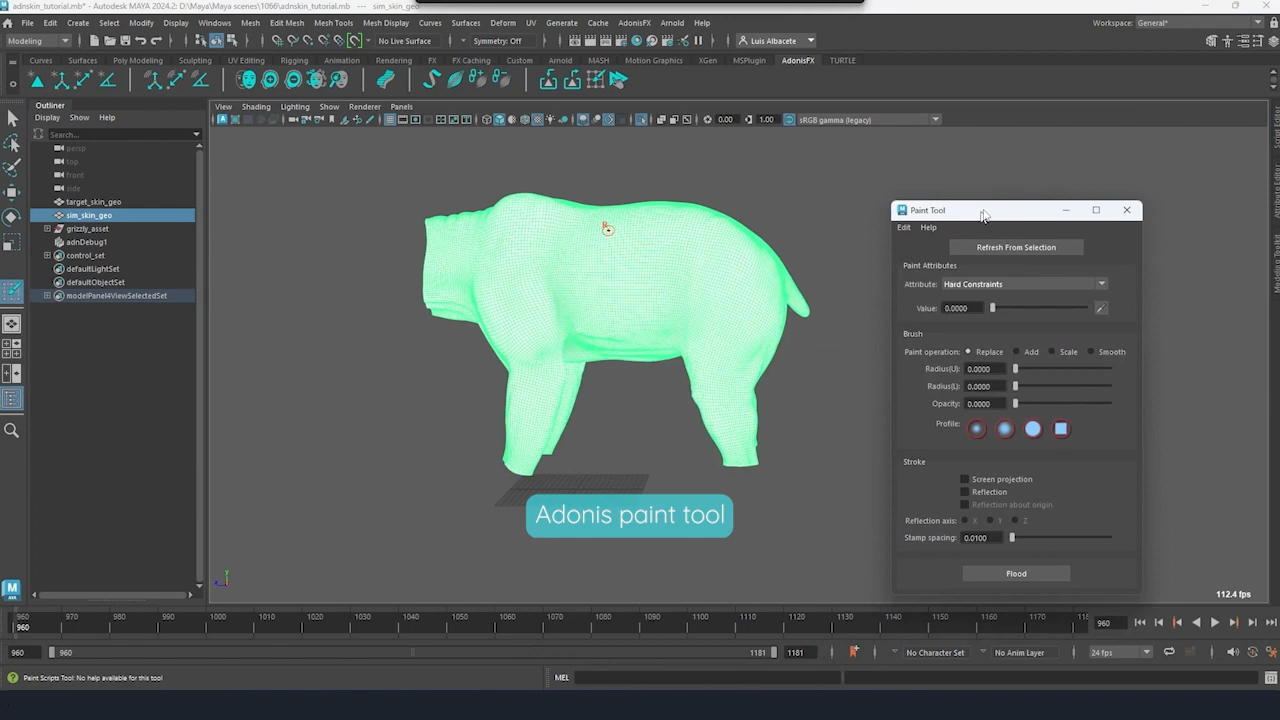 adnskin_tutorial.mb* - Autodesk MAYA 2024.2: D:\Maya\Maya scenes\1066\adnskin_tutorial.mb --- sim_skin_geo
File Edit Create Select Modify Display Windows Mesh Edit Mesh Mesh Tools Mesh Display Curves Surfaces Deform UV Generate Cache AdonisFX Arnold Help
Workspace: General*
Modeling
No Live Surface
Symmetry: Off
Luis Albacete
Curves Surfaces Poly Modeling Sculpting UV Editing Rigging Animation Rendering FX FX Caching Custom Arnold MASH Motion Graphics XGen MSPlugin AdonisFX TURTLE
Outliner
Display Show Help
Search...
persp
top
front
side
target_skin_geo
sim_skin_geo
grizzly_asset
adnDebug1
control_set
defaultLightSet
defaultObjectSet
modelPanel4ViewSelectedSet
View Shading Lighting Show Renderer Panels
0.00
1.00
sRGB gamma (legacy)
Paint Tool
Edit Help
Refresh From Selection
Paint Attributes
Attribute: Hard Constraints
Value: 0.0000
Brush
Paint operation: Replace Add Scale Smooth
Radius(U): 0.0000
Radius(L): 0.0000
Opacity: 0.0000
Profile:
Stroke
Screen projection
Reflection
Reflection about origin
Reflection axis: X Y Z
Stamp spacing: 0.0100
Flood
Adonis paint tool
112.4 fps
960 970 980 990 1000 1010 1020 1030 1040 1050 1060 1070 1080 1090 1100 1110 1120 1130 1140 1150 1160 1170
960
960
960
960
1181
1181
No Character Set
No Anim Layer
24 fps
Paint Scripts Tool: No help available for this tool
MEL